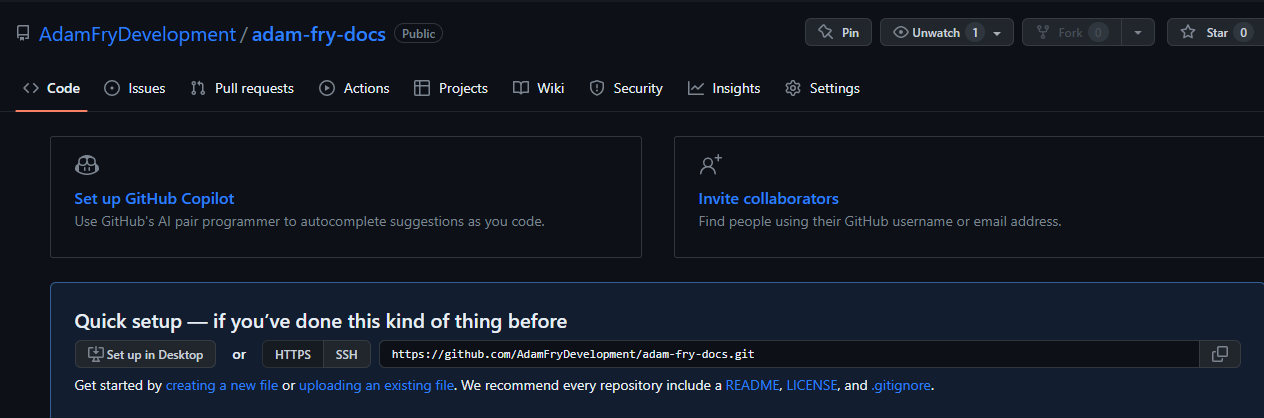 AdamFryDevelopment / adam-fry-docs Public Pin Unwatch 1 Fork 0 Star 0
Code Issues Pull requests Actions Projects Wiki Security Insights Settings
Set up GitHub Copilot
Use GitHub's AI pair programmer to autocomplete suggestions as you code.
Invite collaborators
Find people using their GitHub username or email address.
Quick setup — if you’ve done this kind of thing before
Set up in Desktop or HTTPS SSH https://github.com/AdamFryDevelopment/adam-fry-docs.git
Get started by creating a new file or uploading an existing file. We recommend every repository include a README, LICENSE, and .gitignore.